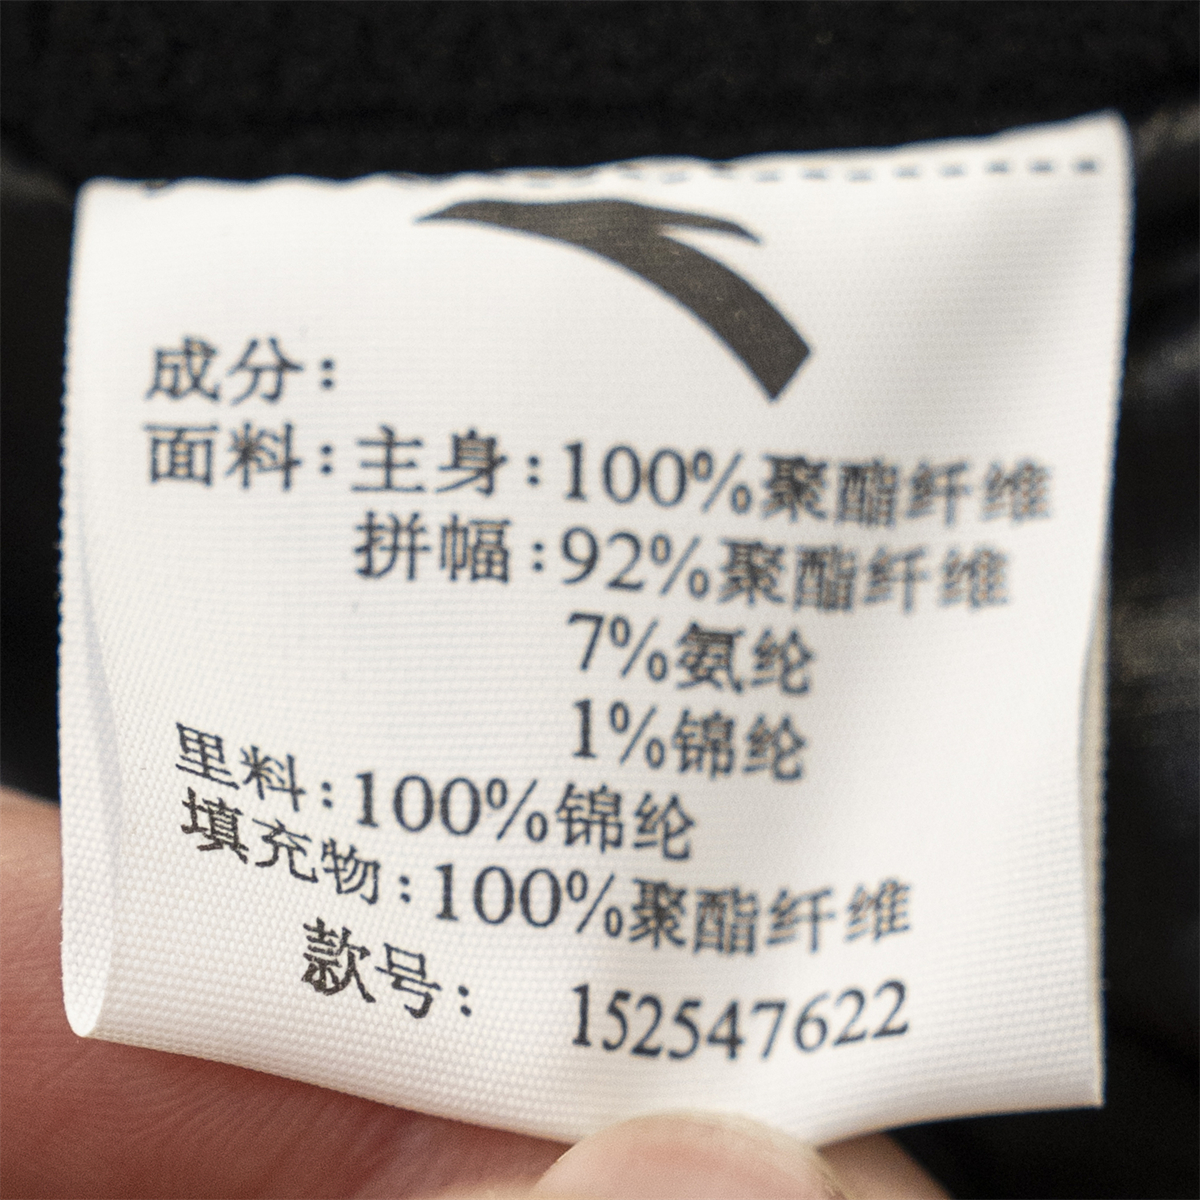 成分:
面料:主身:100%聚酯纤维
拼幅:92%聚酯纤维
7%氨纶
1%锦纶
里料:100%锦纶
填充物:100%聚酯纤维
款号: 152547622